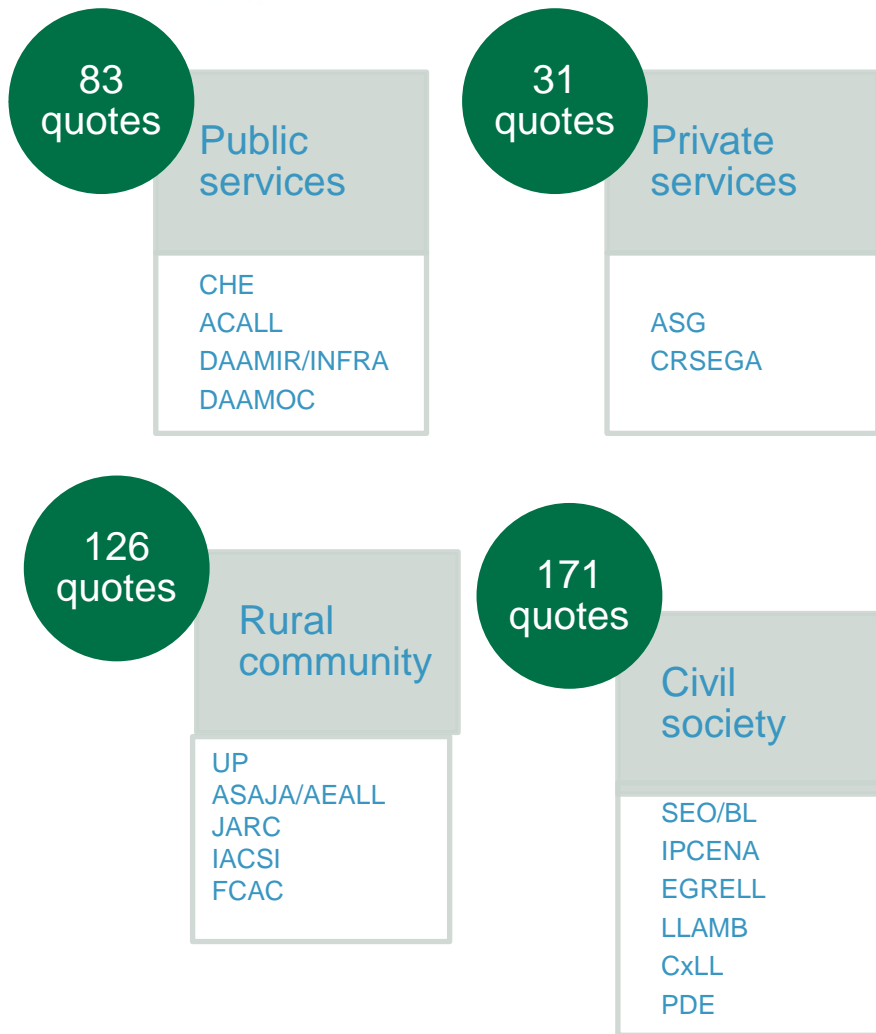 83
quotes
Public
services
CHE
ACALL
DAAMIR/INFRA
DAAMOC
31
quotes
Private
services
ASG
CRSEGA
126
quotes
Rural
community
UP
ASAJA/AEALL
JARC
IACSI
FCAC
171
quotes
Civil
society
SEO/BL
IPCENA
EGRELL
LLAMB
CxLL
PDE